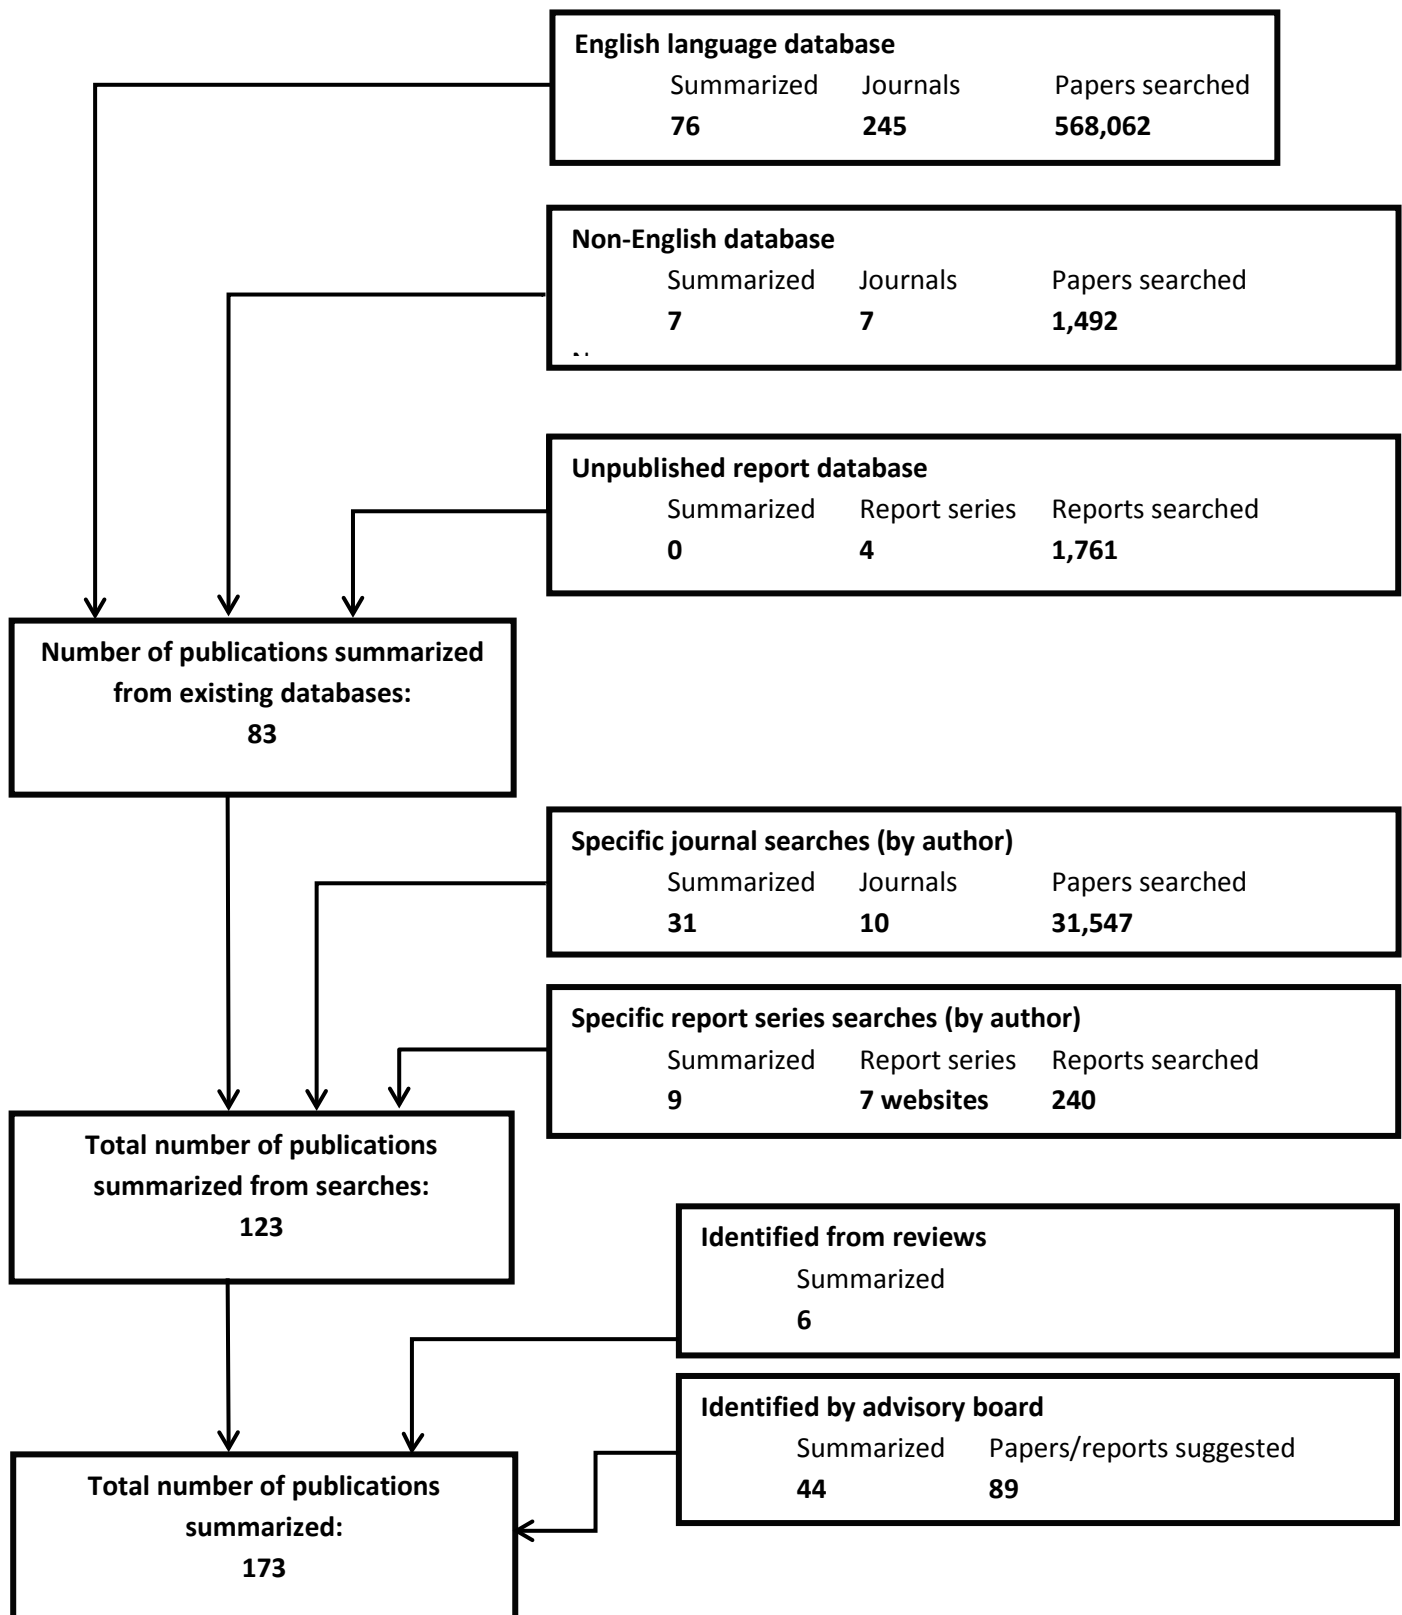 English language database
Summarized Journals Papers searched
76 245 568,062
Non-English database
Summarized Journals Papers searched
7 7 1,492
Unpublished report database
Summarized Report series Reports searched
0 4 1,761
Number of publications summarized
from existing databases:
83
Specific journal searches (by author)
Summarized Journals Papers searched
31 10 31,547
Specific report series searches (by author)
Summarized Report series Reports searched
9 7 websites 240
Total number of publications
summarized from searches:
123
Identified from reviews
Summarized
6
Identified by advisory board
Summarized Papers/reports suggested
44 89
Total number of publications
summarized:
173